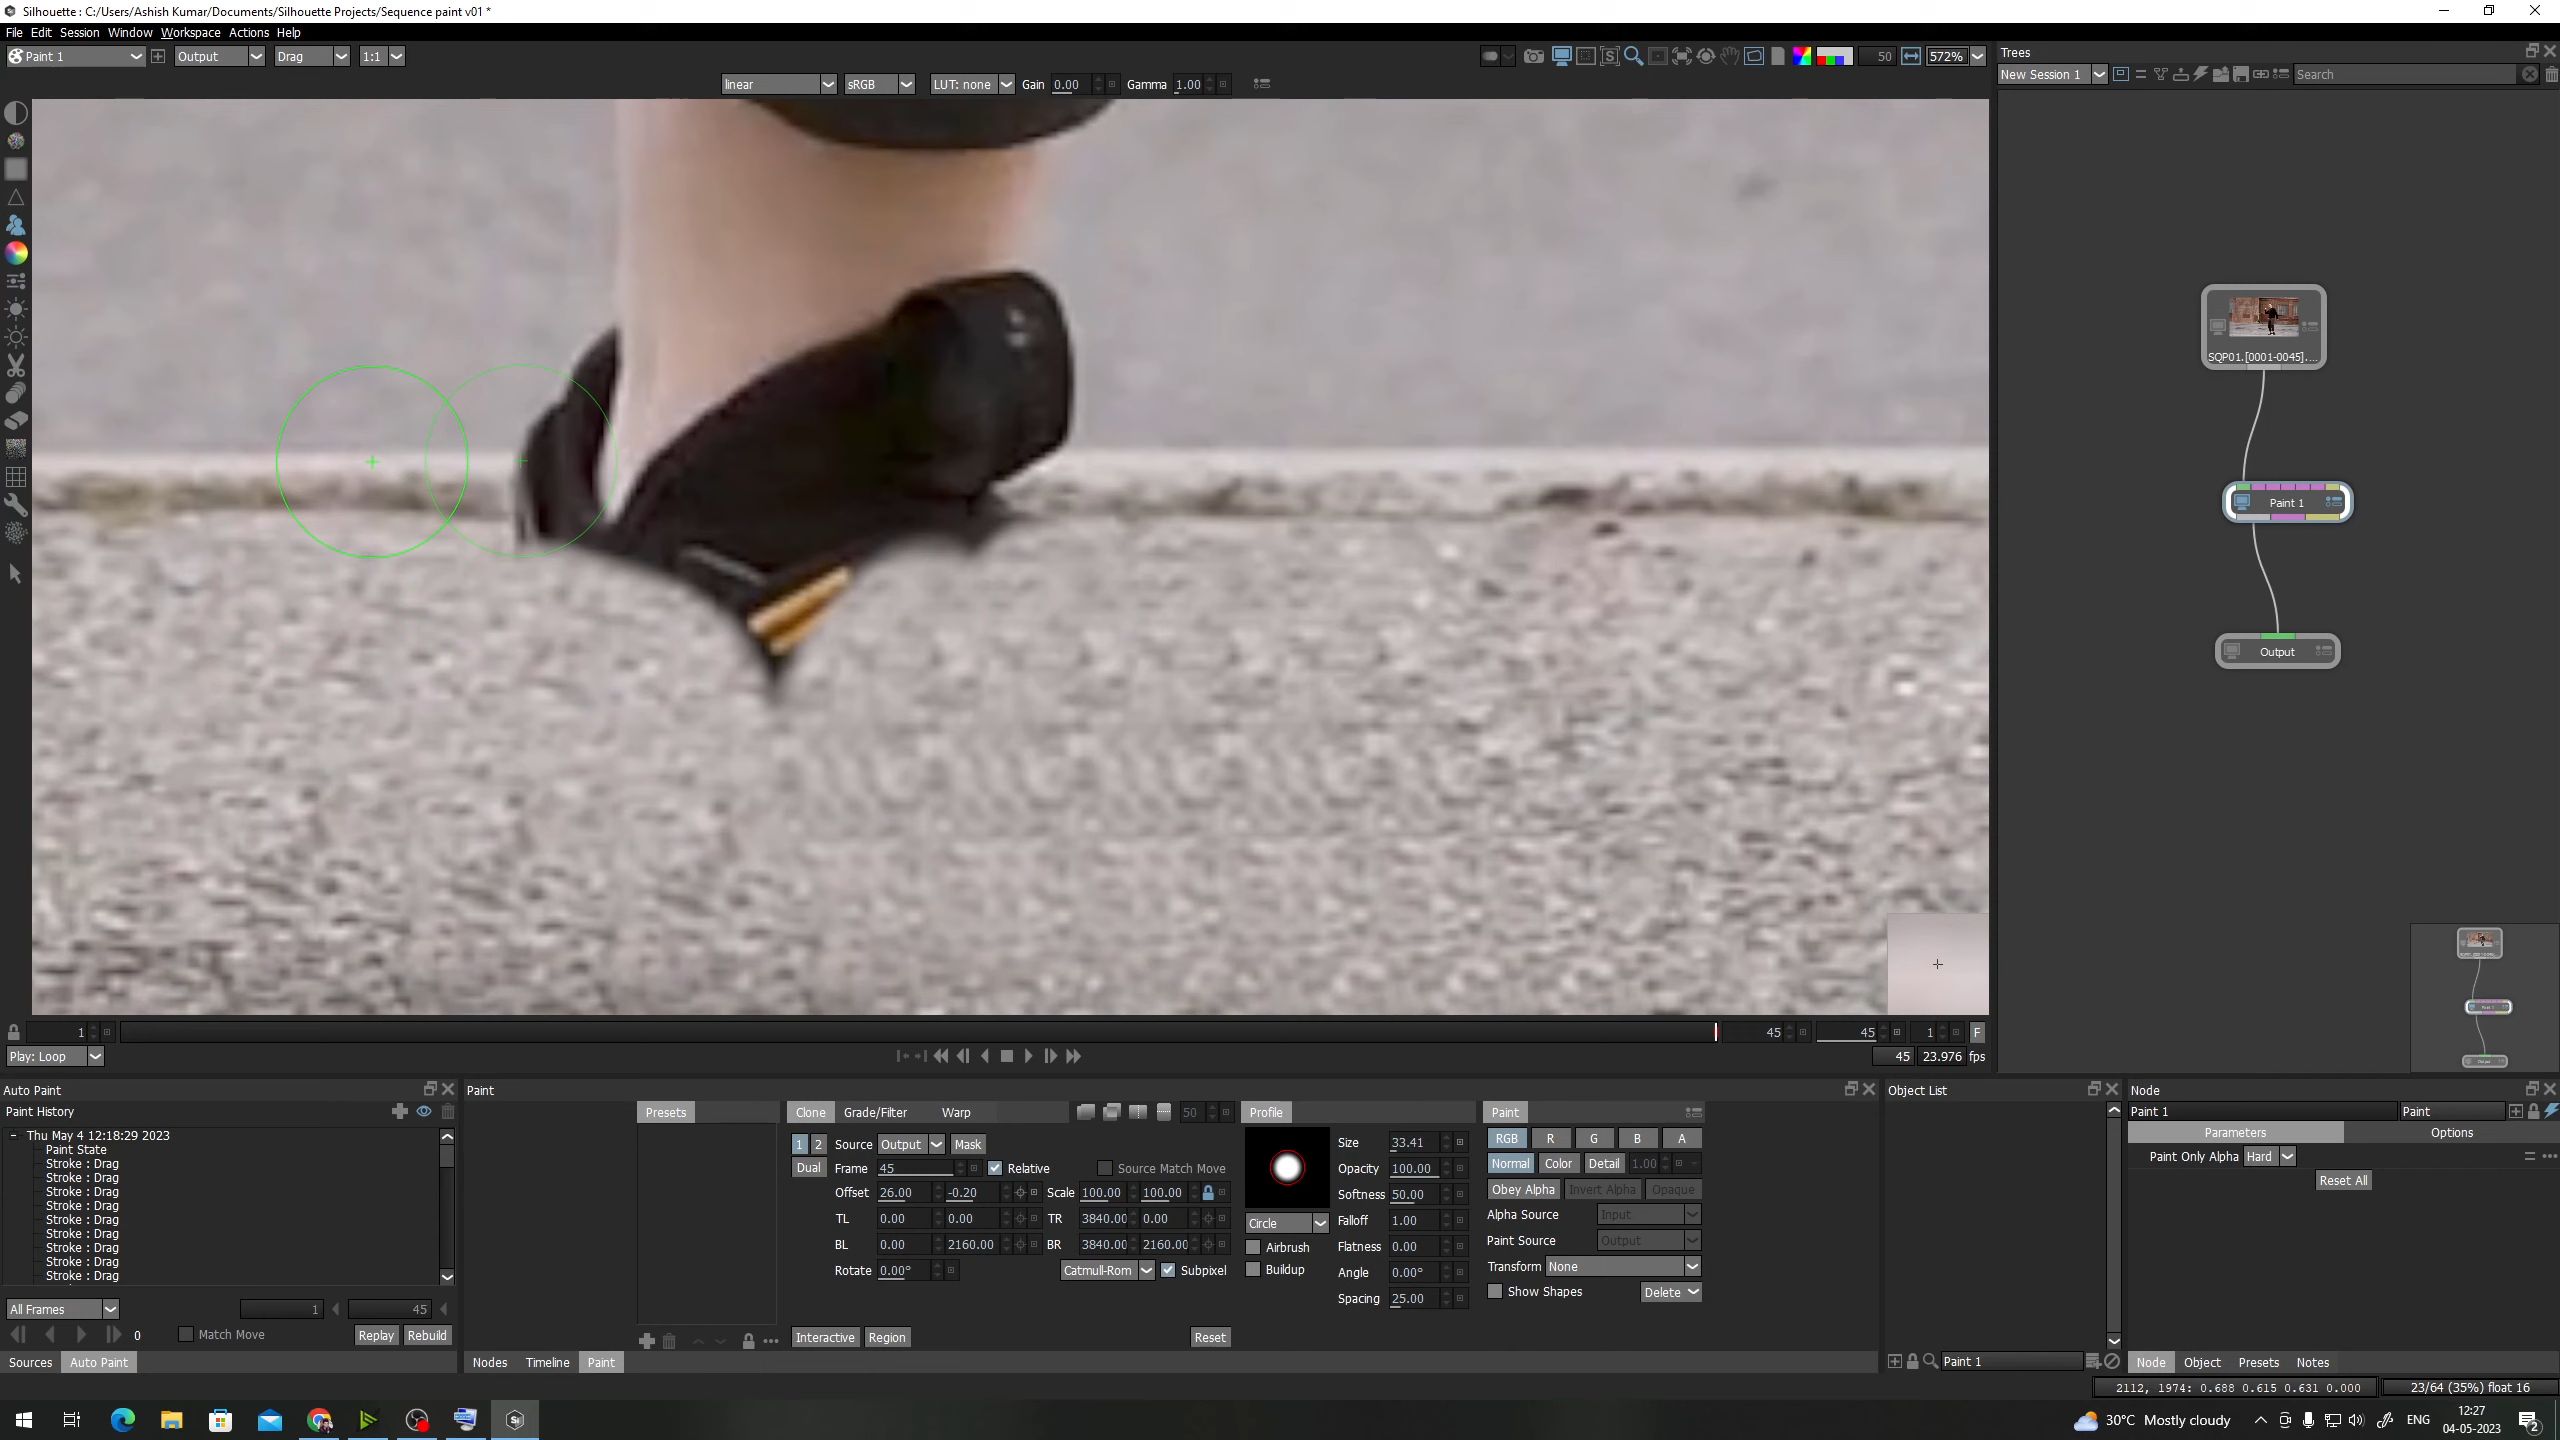 Silhouette : C:/Users/Ashish Kumar/Documents/Silhouette Projects/Sequence paint v01 *
File Edit Session Window Workspace Actions Help
Paint 1 Output Drag 1:1 50 572%
linear sRGB LUT: none Gain 0.00 Gamma 1.00
Trees
New Session 1 Search
SQP01.[0001-0045]....
Paint 1
Output
1 45 45 1 F
Play: Loop 45 23.976 fps
Auto Paint
Paint History
Thu May 4 12:18:29 2023
Paint State
Stroke : Drag
Stroke : Drag
Stroke : Drag
Stroke : Drag
Stroke : Drag
Stroke : Drag
Stroke : Drag
Stroke : Drag
Stroke : Drag
All Frames 1 45
0 Match Move Replay Rebuild
Sources Auto Paint
Paint
Presets
Clone Grade/Filter Warp 50
1 2 Source Output Mask
Dual Frame 45 Relative Source Match Move
Offset 26.00 -0.20 Scale 100.00 100.00
TL 0.00 0.00 TR 3840.00 0.00
BL 0.00 2160.00 BR 3840.00 2160.00
Rotate 0.00° Catmull-Rom Subpixel
Interactive Region Reset
Nodes Timeline Paint
Profile
Circle
Airbrush
Buildup
Size 33.41
Opacity 100.00
Softness 50.00
Falloff 1.00
Flatness 0.00
Angle 0.00°
Spacing 25.00
Paint
RGB R G B A
Normal Color Detail 1.00
Obey Alpha Invert Alpha Opaque
Alpha Source Input
Paint Source Output
Transform None
Show Shapes Delete
Object List
Paint 1
Node
Paint 1 Paint
Parameters Options
Paint Only Alpha Hard
Reset All
Node Object Presets Notes
2112, 1974: 0.688 0.615 0.631 0.000 23/64 (35%) float 16
30°C Mostly cloudy ENG 12:27
04-05-2023 2